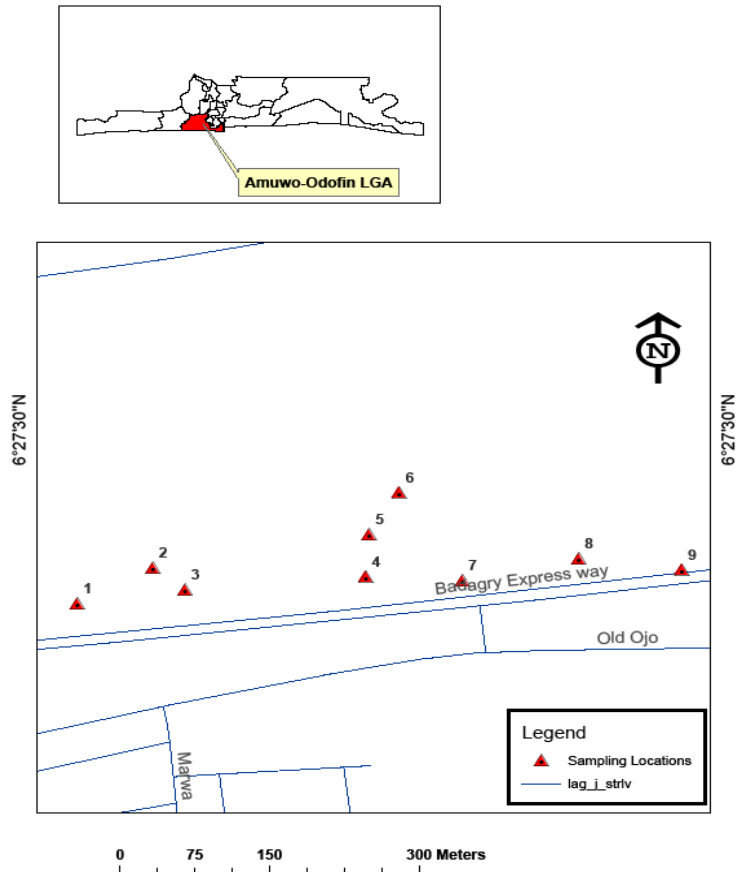 Amuwo-Odofin LGA
N
6°27'30"N
6°27'30"N
6
5
8
2
4
7
9
3
1
Badagry Express way
Old Ojo
Marwa
Legend
Sampling Locations
lag_j_strlv
0 75 150 300 Meters